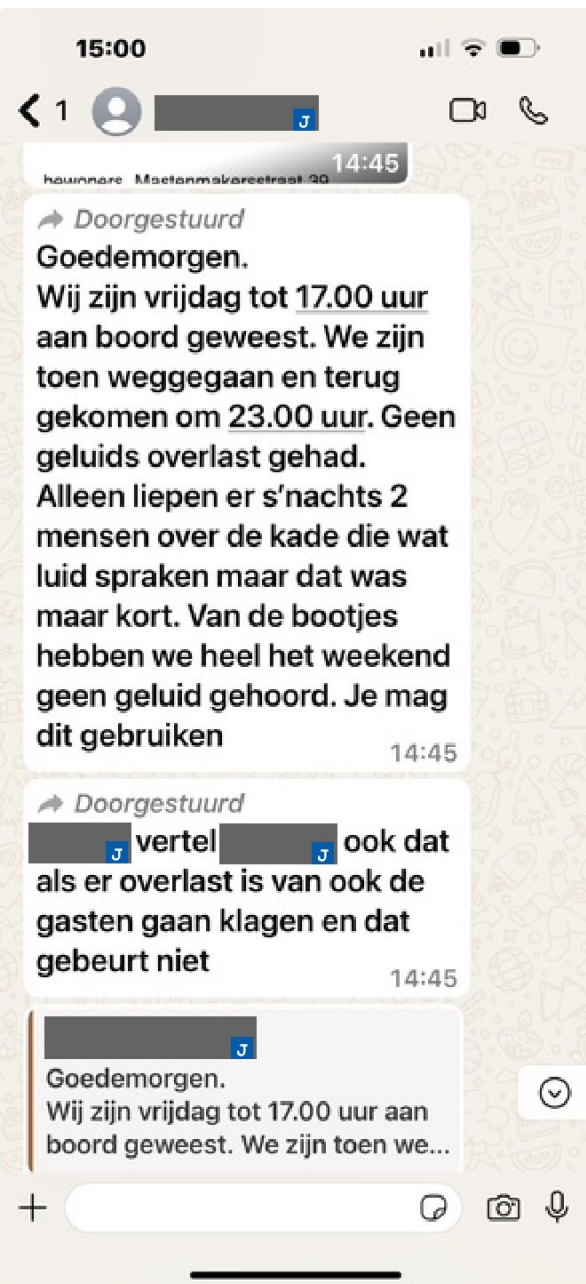 15:00
1
J
14:45
bewoners Mastenmakersstraat 39
Doorgestuurd
Goedemorgen.
Wij zijn vrijdag tot 17.00 uur
aan boord geweest. We zijn
toen weggegaan en terug
gekomen om 23.00 uur. Geen
geluids overlast gehad.
Alleen liepen er s'nachts 2
mensen over de kade die wat
luid spraken maar dat was
maar kort. Van de bootjes
hebben we heel het weekend
geen geluid gehoord. Je mag
dit gebruiken
14:45
Doorgestuurd
J vertel J ook dat
als er overlast is van ook de
gasten gaan klagen en dat
gebeurt niet
14:45
J
Goedemorgen.
Wij zijn vrijdag tot 17.00 uur aan
boord geweest. We zijn toen we...